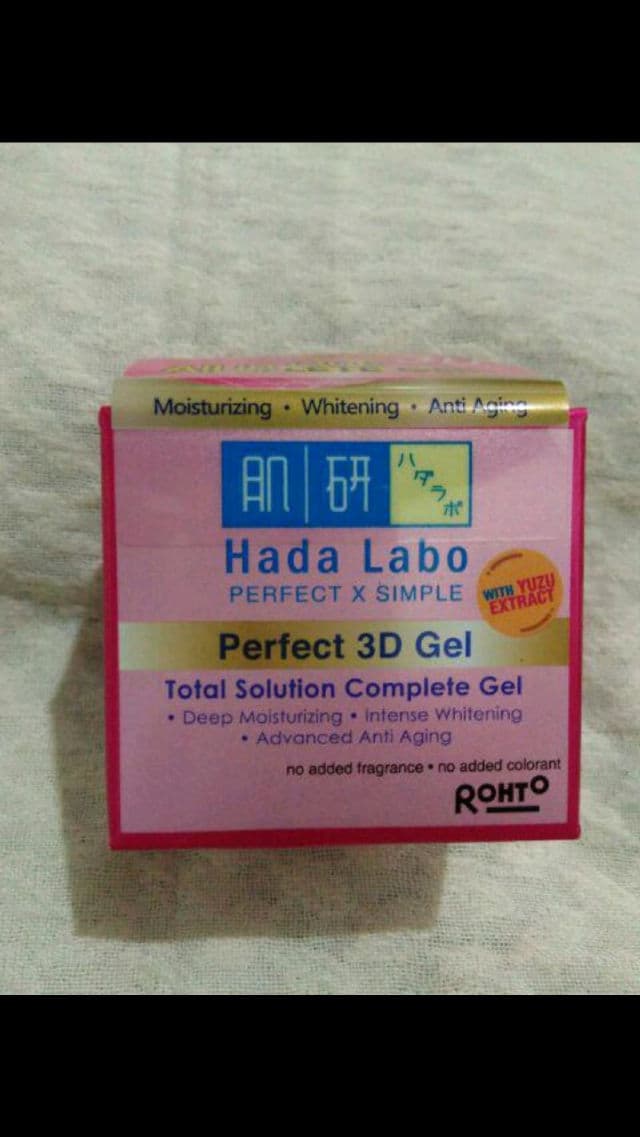 Moisturizing • Whitening • Anti Aging
肌 研 ハダラボ
Hada Labo
PERFECT X SIMPLE
WITH YUZU
EXTRACT
Perfect 3D Gel
Total Solution Complete Gel
• Deep Moisturizing • Intense Whitening
• Advanced Anti Aging
no added fragrance • no added colorant
ROHTO